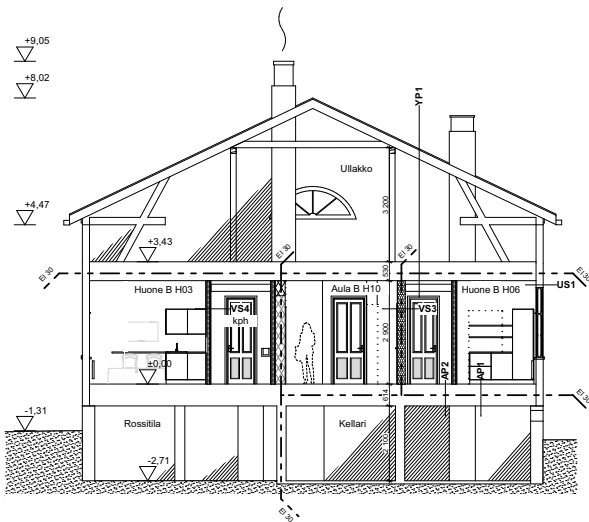 +9,05
+8,02
YP1
Ullakko
3 200
+4,47
+3,43
EI 30
EI 30
EI 30
530
EI 30
Huone B H03
Aula B H10
Huone B H06
US1
VS4
kph
VS3
2 900
±0,00
AP2
AP1
614
EI 30
-1,31
Rossitila
Kellari
2 100
-2,71
EI 30